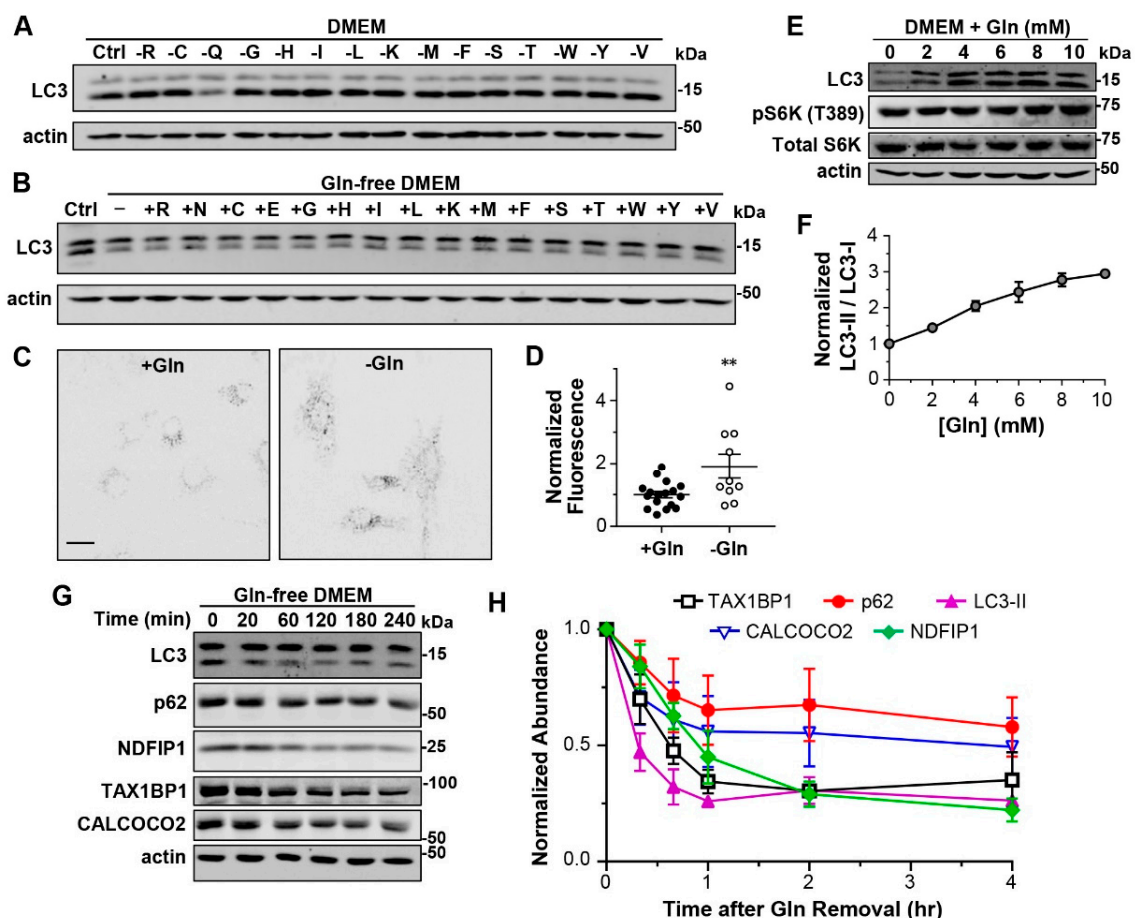 A
DMEM
Ctrl -R -C -Q -G -H -I -L -K -M -F -S -T -W -Y -V kDa
LC3
-15
actin
-50
B
Gln-free DMEM
Ctrl – +R +N +C +E +G +H +I +L +K +M +F +S +T +W +Y +V kDa
LC3
-15
actin
-50
C
+Gln
-Gln
D
**
Normalized
Fluorescence
4
2
0
+Gln -Gln
E
DMEM + Gln (mM)
0 2 4 6 8 10 kDa
LC3
-15
pS6K (T389)
-75
Total S6K
-75
actin
-50
F
Normalized
LC3-II / LC3-I
4
3
2
1
0
0 2 4 6 8 10
[Gln] (mM)
G
Gln-free DMEM
Time (min) 0 20 60 120 180 240 kDa
LC3
-15
p62
-50
NDFIP1
-25
TAX1BP1
-100
CALCOCO2
-50
actin
-50
H
TAX1BP1 p62 LC3-II
CALCOCO2 NDFIP1
Normalized Abundance
1.0
0.5
0.0
0 1 2 3 4
Time after Gln Removal (hr)